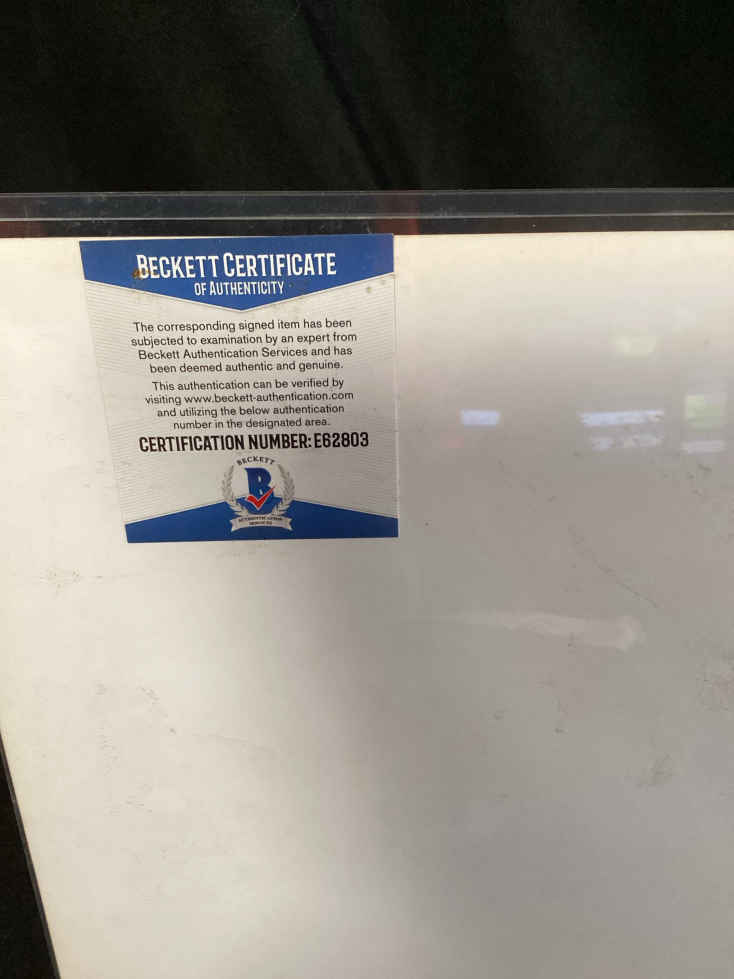 BECKETT CERTIFICATE
OF AUTHENTICITY
The corresponding signed item has been
subjected to examination by an expert from
Beckett Authentication Services and has
been deemed authentic and genuine.
This authentication can be verified by
visiting www.beckett-authentication.com
and utilizing the below authentication
number in the designated area.
CERTIFICATION NUMBER: E62803
BECKETT
B
AUTHENTICATION
SERVICES